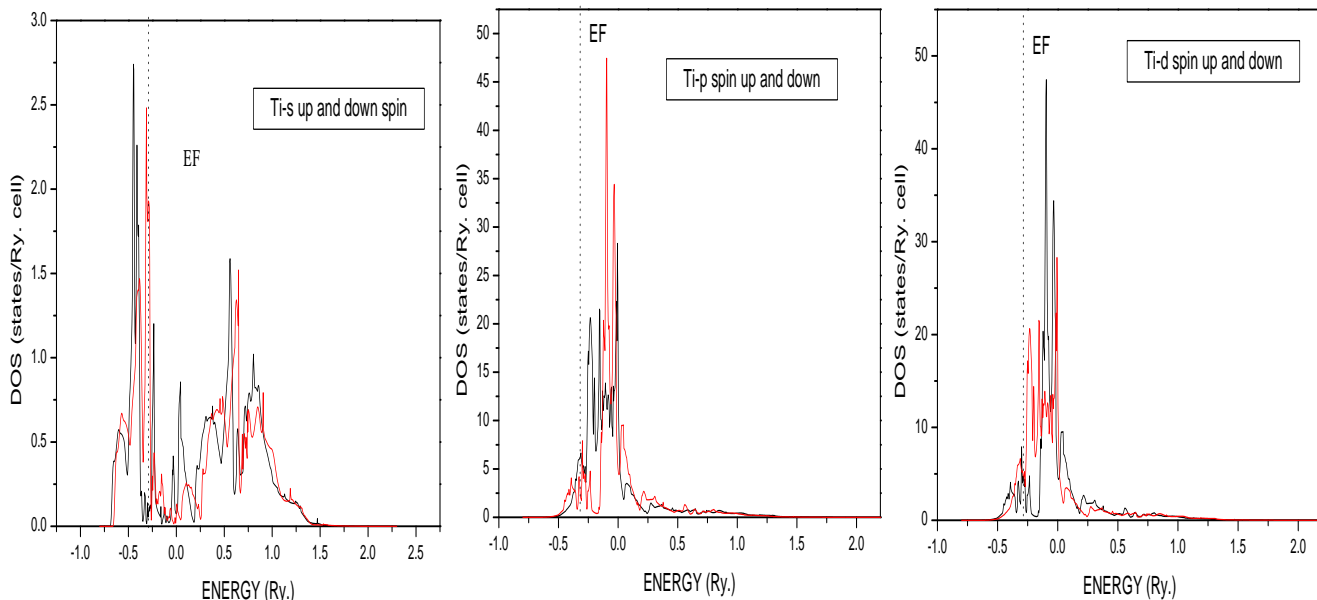 3.0
2.5
2.0
1.5
1.0
0.5
0.0
DOS (states/Ry. cell)
Ti-s up and down spin
EF
-1.0 -0.5 0.0 0.5 1.0 1.5 2.0 2.5
ENERGY (Ry.)
50
45
40
35
30
25
20
15
10
5
0
DOS (states/Ry. cell)
EF
Ti-p spin up and down
-1.0 -0.5 0.0 0.5 1.0 1.5 2.0
ENERGY (Ry.)
50
40
30
20
10
0
DOS (states/Ry. cell)
EF
Ti-d spin up and down
-1.0 -0.5 0.0 0.5 1.0 1.5 2.0
ENERGY (Ry.)